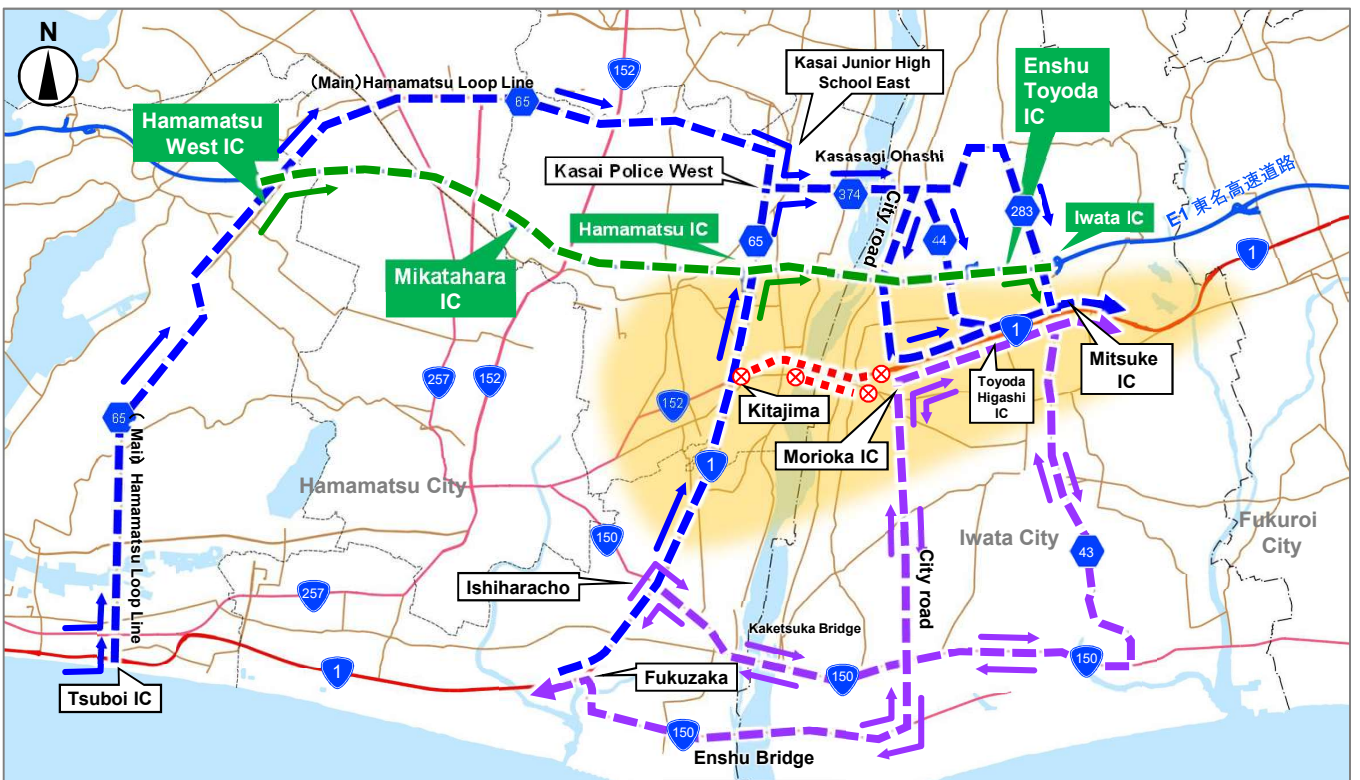 N
152
Kasai Junior High
School East
(Main)Hamamatsu Loop Line
65
Enshu
Toyoda
IC
Hamamatsu
West IC
Kasai Police West
Kasasagi Ohashi
374
283
E1 東名高速道路
1
City road
44
Iwata IC
Hamamatsu IC
65
Mikatahara
IC
1
Mitsuke
IC
Toyoda
Higashi
IC
257
152
152
Kitajima
Morioka IC
65
(Main) Hamamatsu Loop Line
1
Hamamatsu City
150
City road
Iwata City
Fukuroi
City
43
Ishiharacho
257
Kaketsuka Bridge
150
150
1
Fukuzaka
Tsuboi IC
150
Enshu Bridge